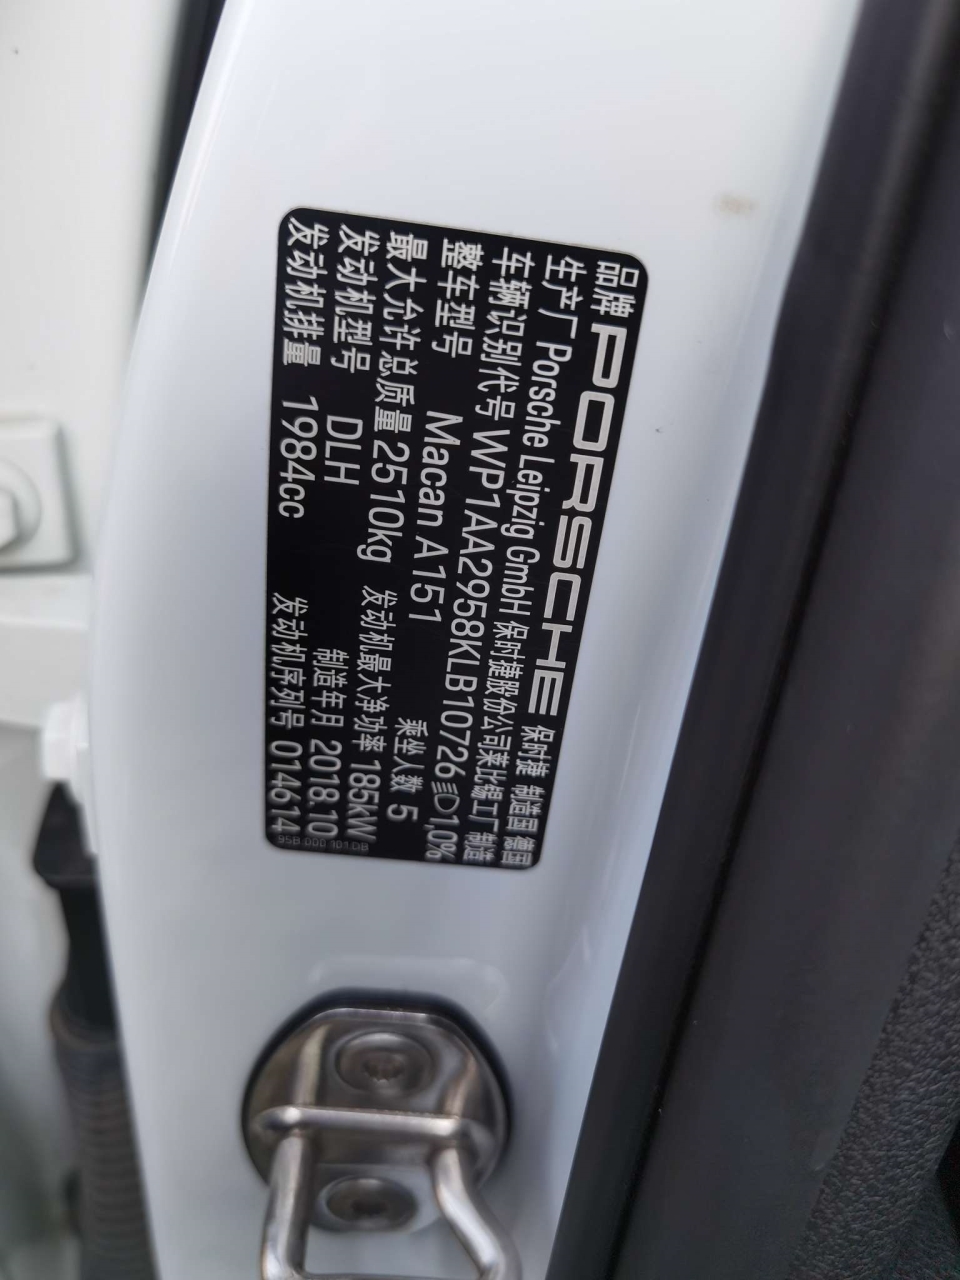 品牌 PORSCHE 保时捷 制造国 德国
生产厂 Porsche Leipzig GmbH 保时捷股份公司莱比锡工厂 制造
车辆识别代号 WP1AA2958KLB10726 1,0%
整车型号 Macan A151 乘坐人数 5
最大允许总质量 2510kg 发动机最大净功率 185kW
发动机型号 DLH 制造年月 2018.10
发动机排量 1984cc 发动机序列号 014614
95B.000.101.DB